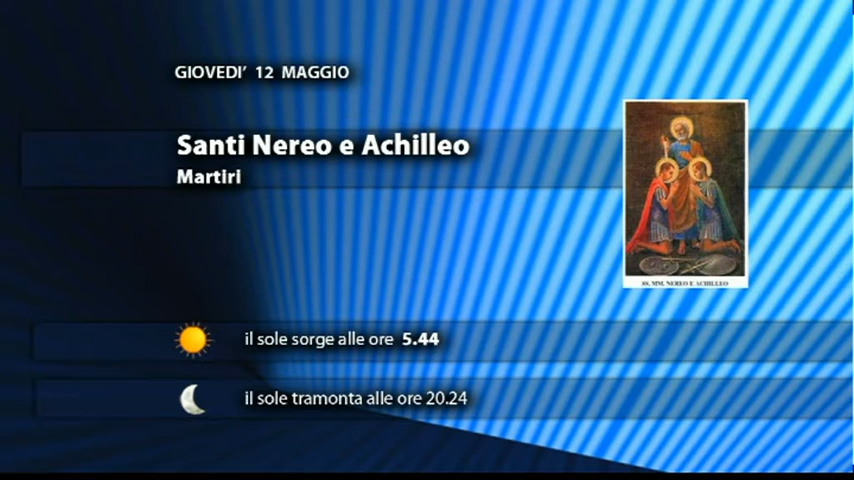 GIOVEDI' 12 MAGGIO
Santi Nereo e Achilleo
Martiri
SS. MM. NEREO E ACHILLEO
il sole sorge alle ore 5.44
il sole tramonta alle ore 20.24